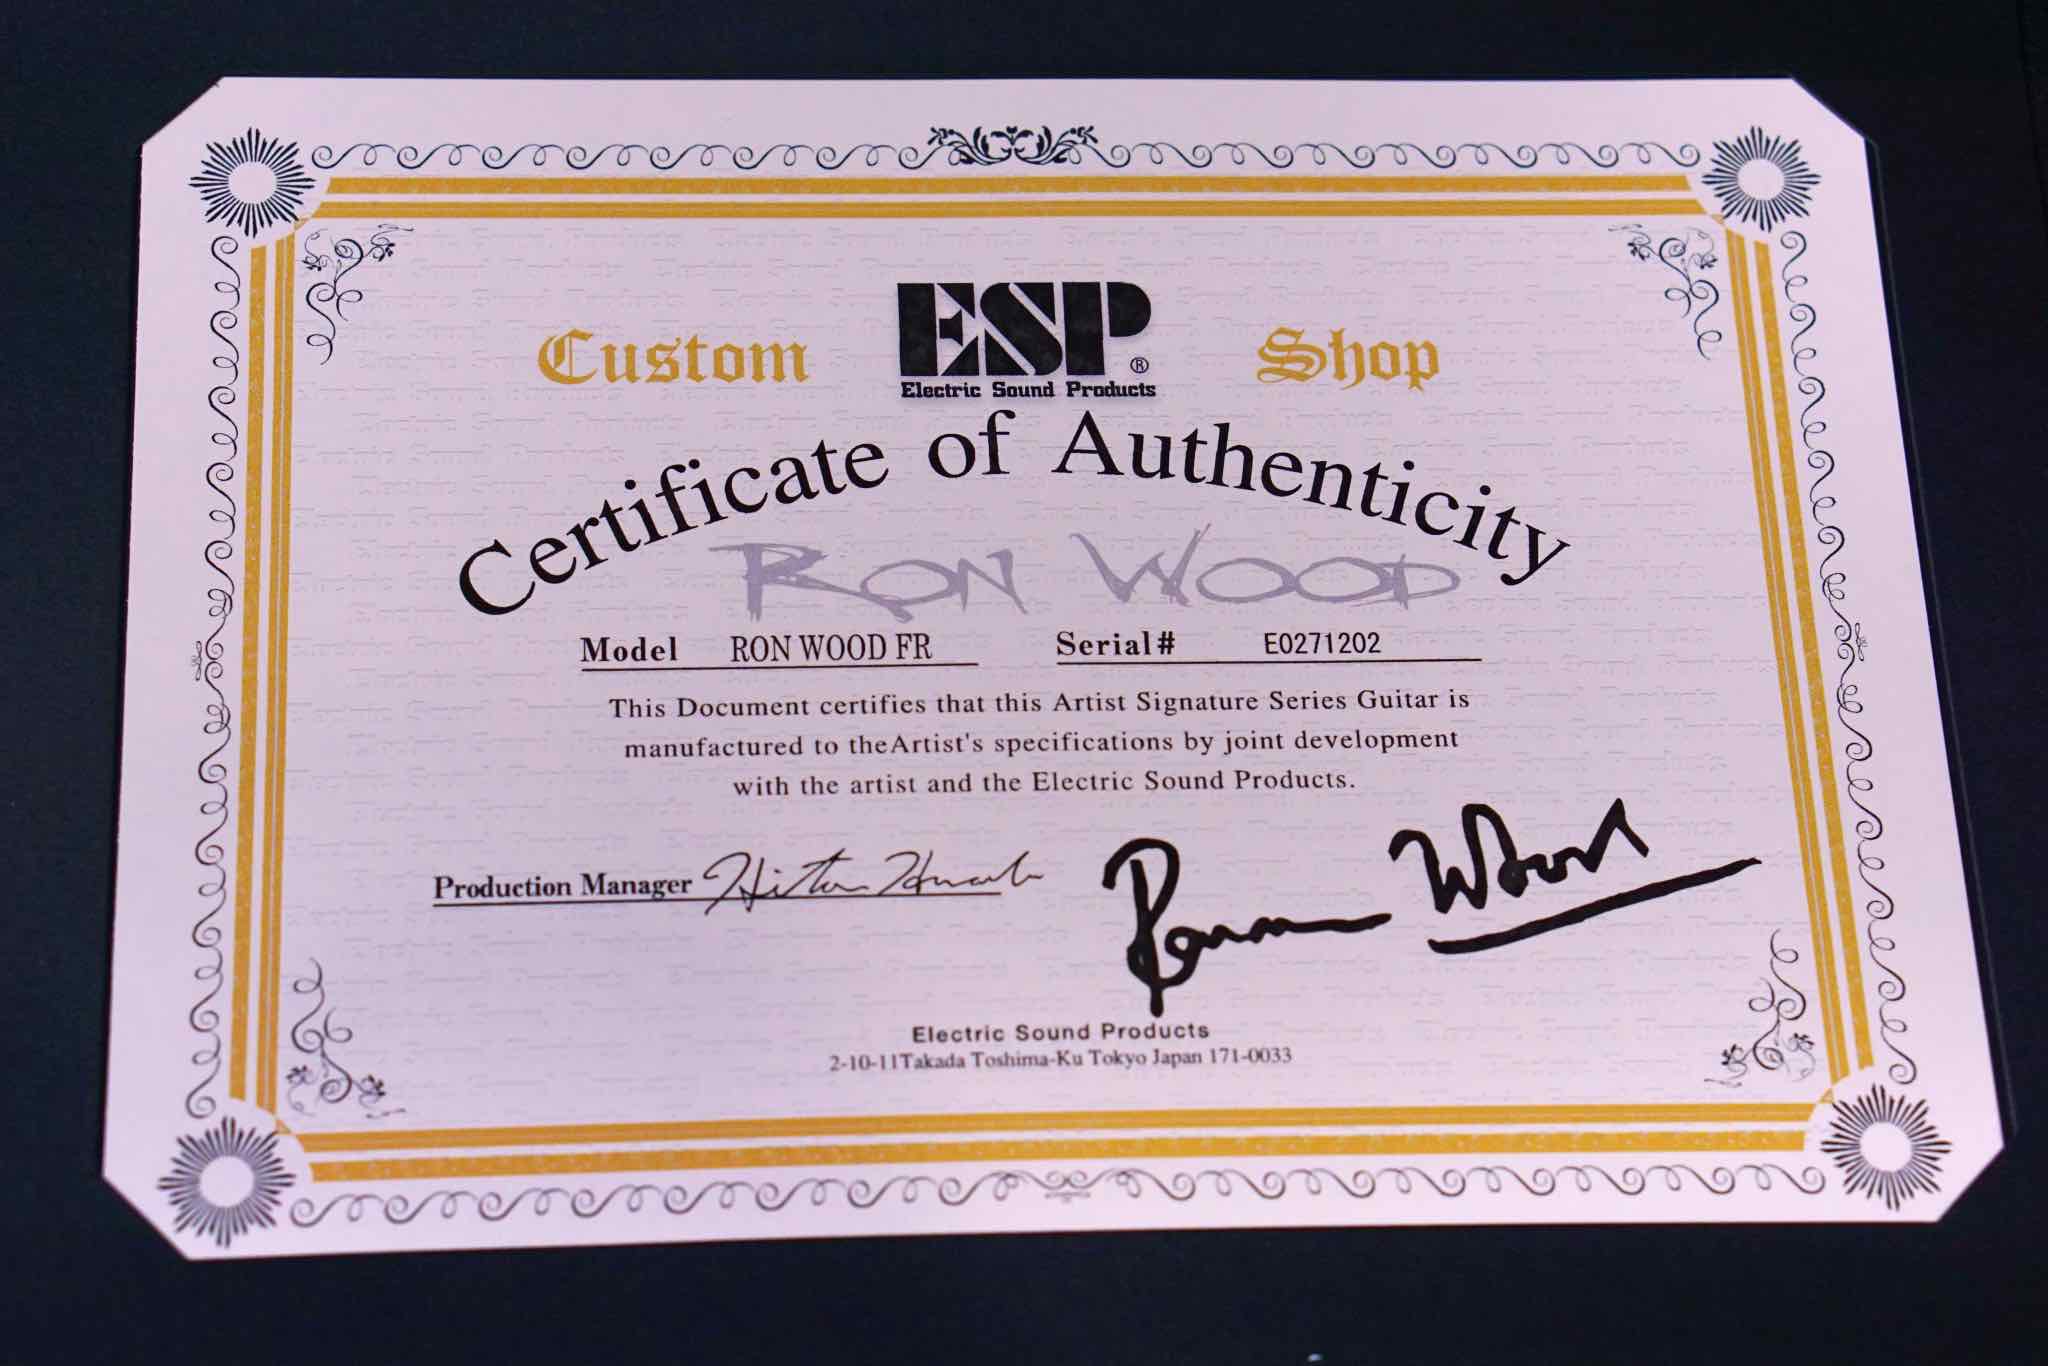 Custom ESP® Shop
Electric Sound Products
Certificate of Authenticity
RON WOOD
Model RON WOOD FR Serial# E0271202
This Document certifies that this Artist Signature Series Guitar is
manufactured to theArtist's specifications by joint development
with the artist and the Electric Sound Products.
Production Manager
Ronnie Wood
Electric Sound Products
2-10-11Takada Toshima-Ku Tokyo Japan 171-0033